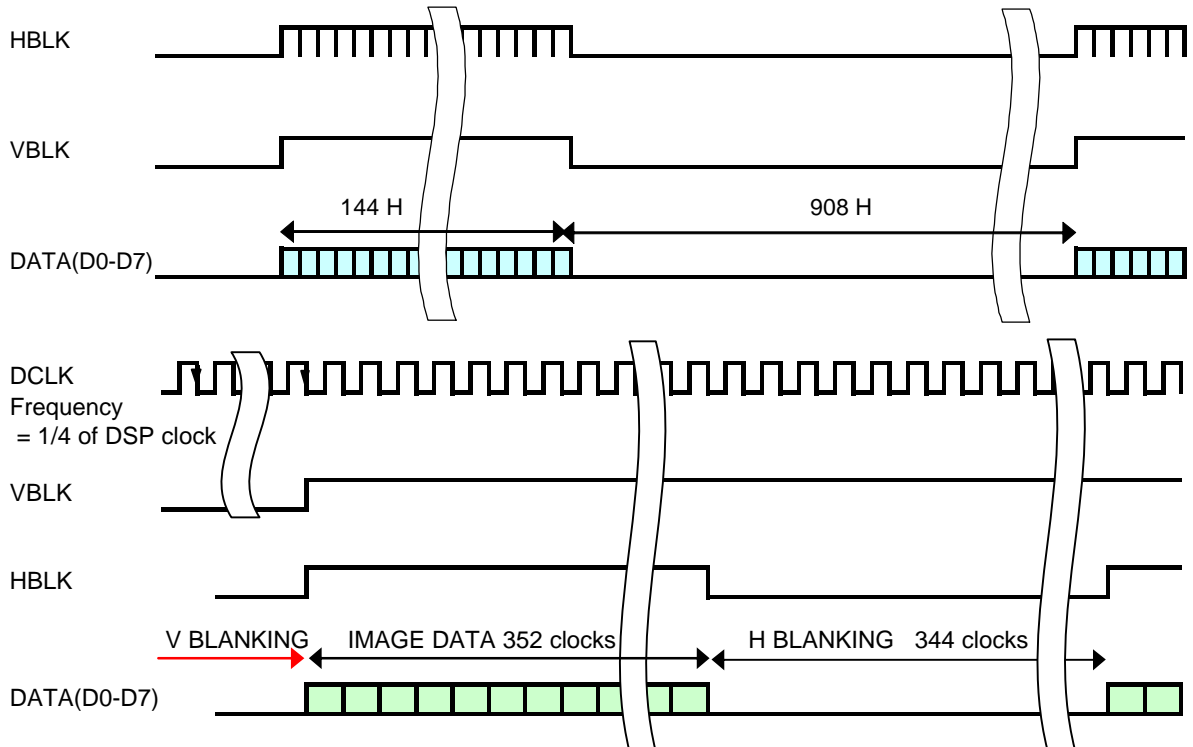 HBLK
VBLK
144 H
908 H
DATA(D0-D7)
DCLK
Frequency
= 1/4 of DSP clock
VBLK
HBLK
V BLANKING
IMAGE DATA 352 clocks
H BLANKING 344 clocks
DATA(D0-D7)